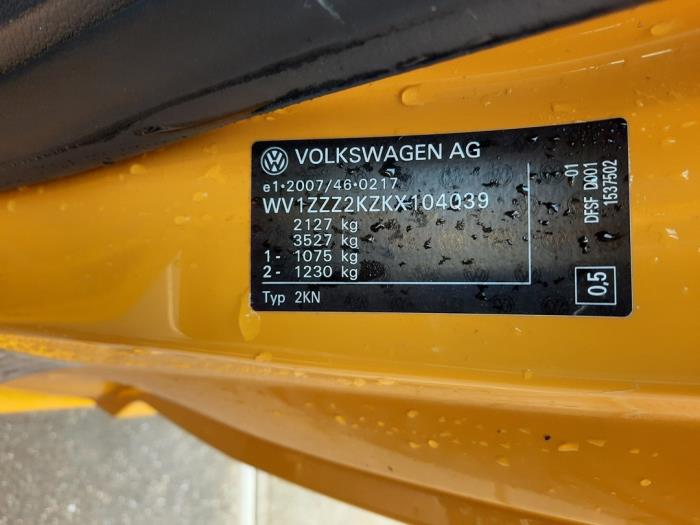 VOLKSWAGEN AG
e1*2007/46*0217
WV1ZZZ2KZKX104039
2127 kg
3527 kg
1- 1075 kg
2- 1230 kg
Typ 2KN
01
DFSF D001
1537502
0,5